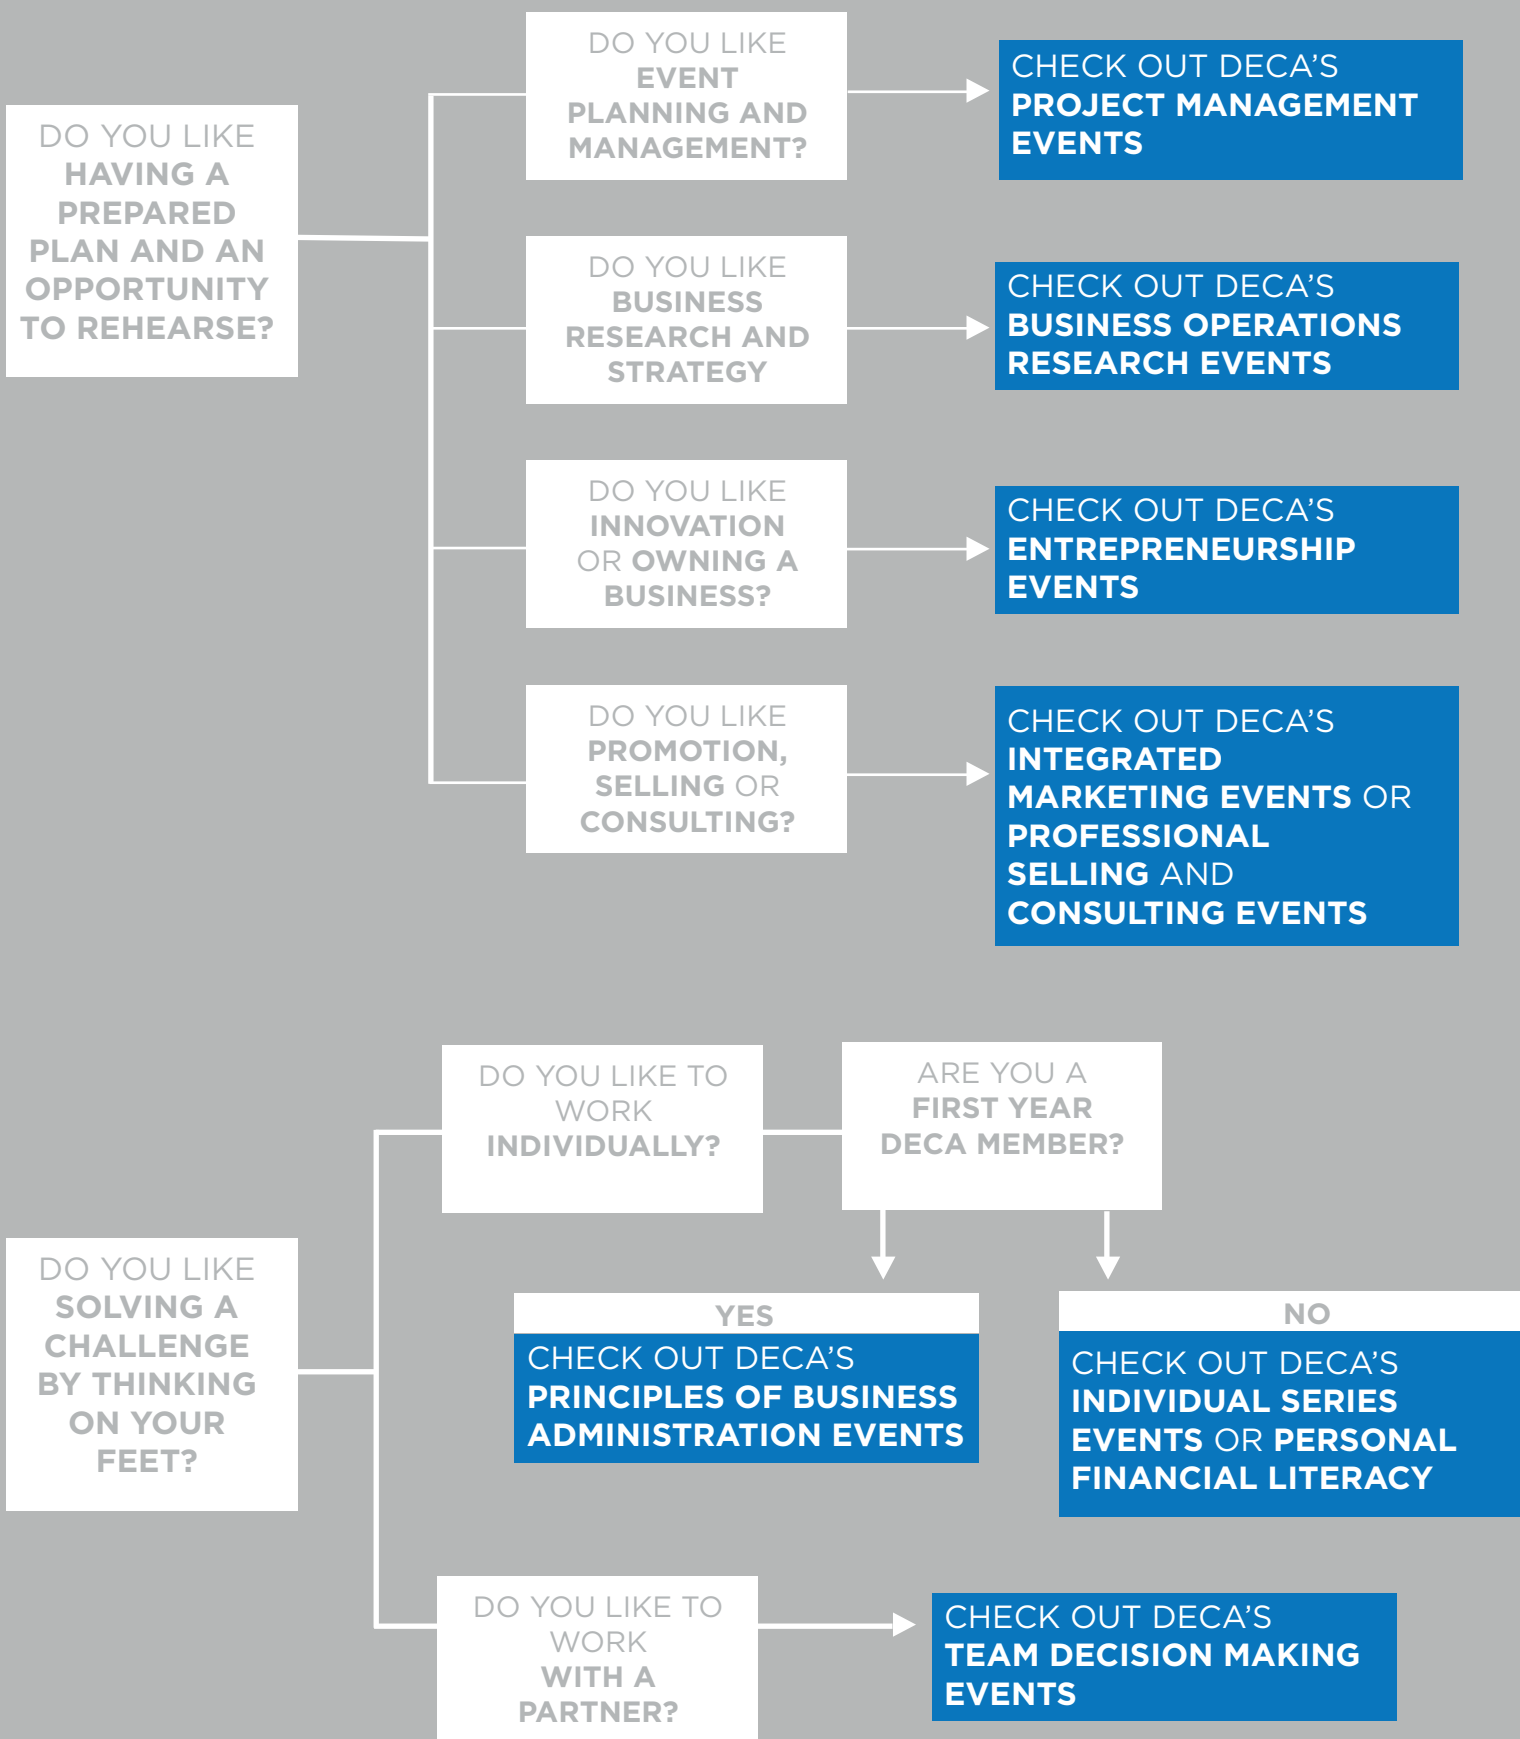 DO YOU LIKE
HAVING A
PREPARED
PLAN AND AN
OPPORTUNITY
TO REHEARSE?
DO YOU LIKE
EVENT
PLANNING AND
MANAGEMENT?
CHECK OUT DECA'S
PROJECT MANAGEMENT
EVENTS
DO YOU LIKE
BUSINESS
RESEARCH AND
STRATEGY
CHECK OUT DECA'S
BUSINESS OPERATIONS
RESEARCH EVENTS
DO YOU LIKE
INNOVATION
OR OWNING A
BUSINESS?
CHECK OUT DECA'S
ENTREPRENEURSHIP
EVENTS
DO YOU LIKE
PROMOTION,
SELLING OR
CONSULTING?
CHECK OUT DECA'S
INTEGRATED
MARKETING EVENTS OR
PROFESSIONAL
SELLING AND
CONSULTING EVENTS
DO YOU LIKE
SOLVING A
CHALLENGE
BY THINKING
ON YOUR
FEET?
DO YOU LIKE TO
WORK
INDIVIDUALLY?
ARE YOU A
FIRST YEAR
DECA MEMBER?
YES
CHECK OUT DECA'S
PRINCIPLES OF BUSINESS
ADMINISTRATION EVENTS
NO
CHECK OUT DECA'S
INDIVIDUAL SERIES
EVENTS OR PERSONAL
FINANCIAL LITERACY
DO YOU LIKE TO
WORK
WITH A
PARTNER?
CHECK OUT DECA'S
TEAM DECISION MAKING
EVENTS